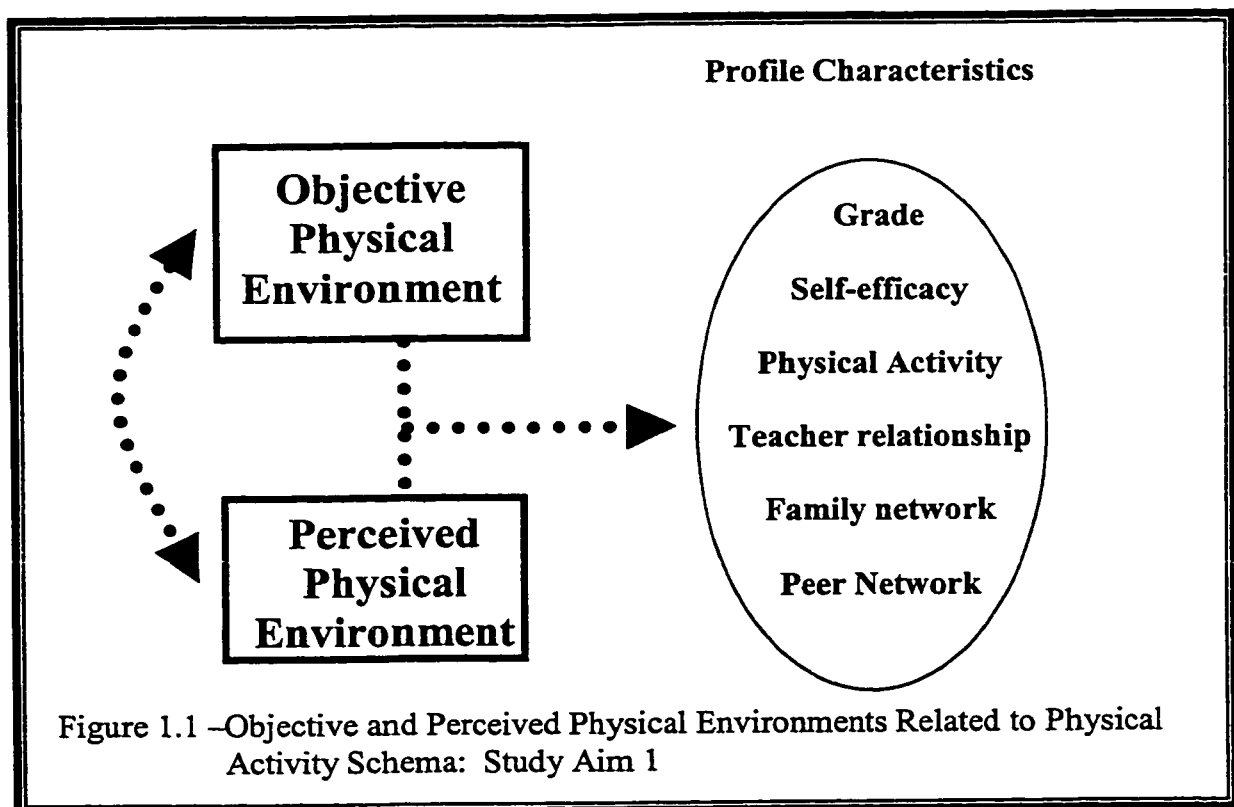 Profile Characteristics
Objective
Physical
Environment
Perceived
Physical
Environment
Grade
Self-efficacy
Physical Activity
Teacher relationship
Family network
Peer Network
Figure 1.1 –Objective and Perceived Physical Environments Related to Physical
Activity Schema: Study Aim 1